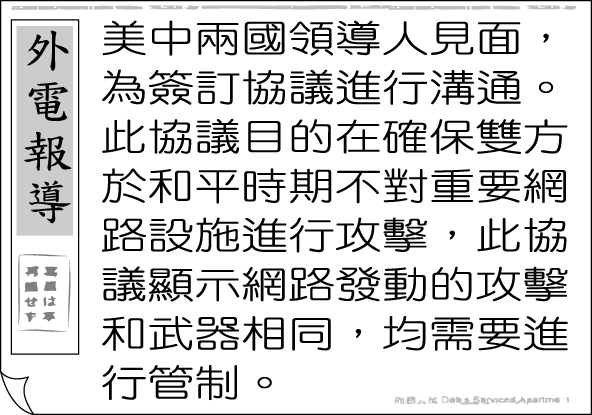 外電報導
美中兩國領導人見面，
為簽訂協議進行溝通。
此協議目的在確保雙方
於和平時期不對重要網
路設施進行攻擊，此協
議顯示網路發動的攻擊
和武器相同，均需要進
行管制。